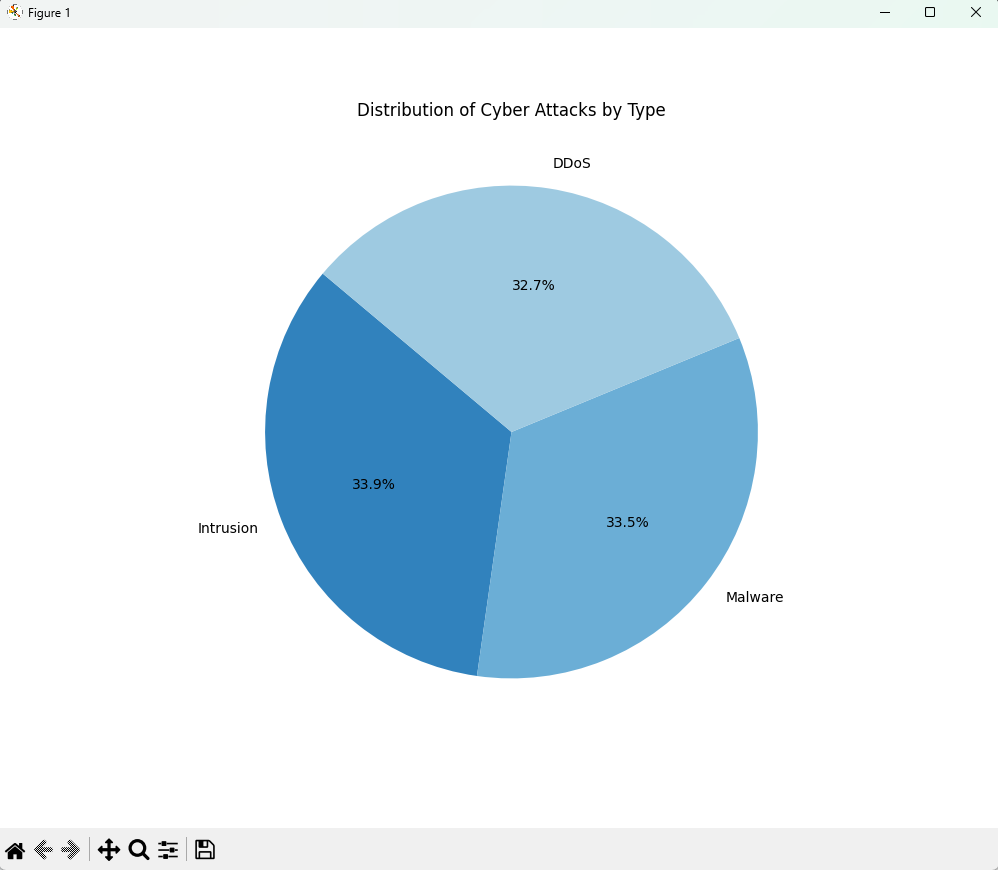 Figure 1
Distribution of Cyber Attacks by Type
DDoS
32.7%
33.9%
33.5%
Intrusion
Malware